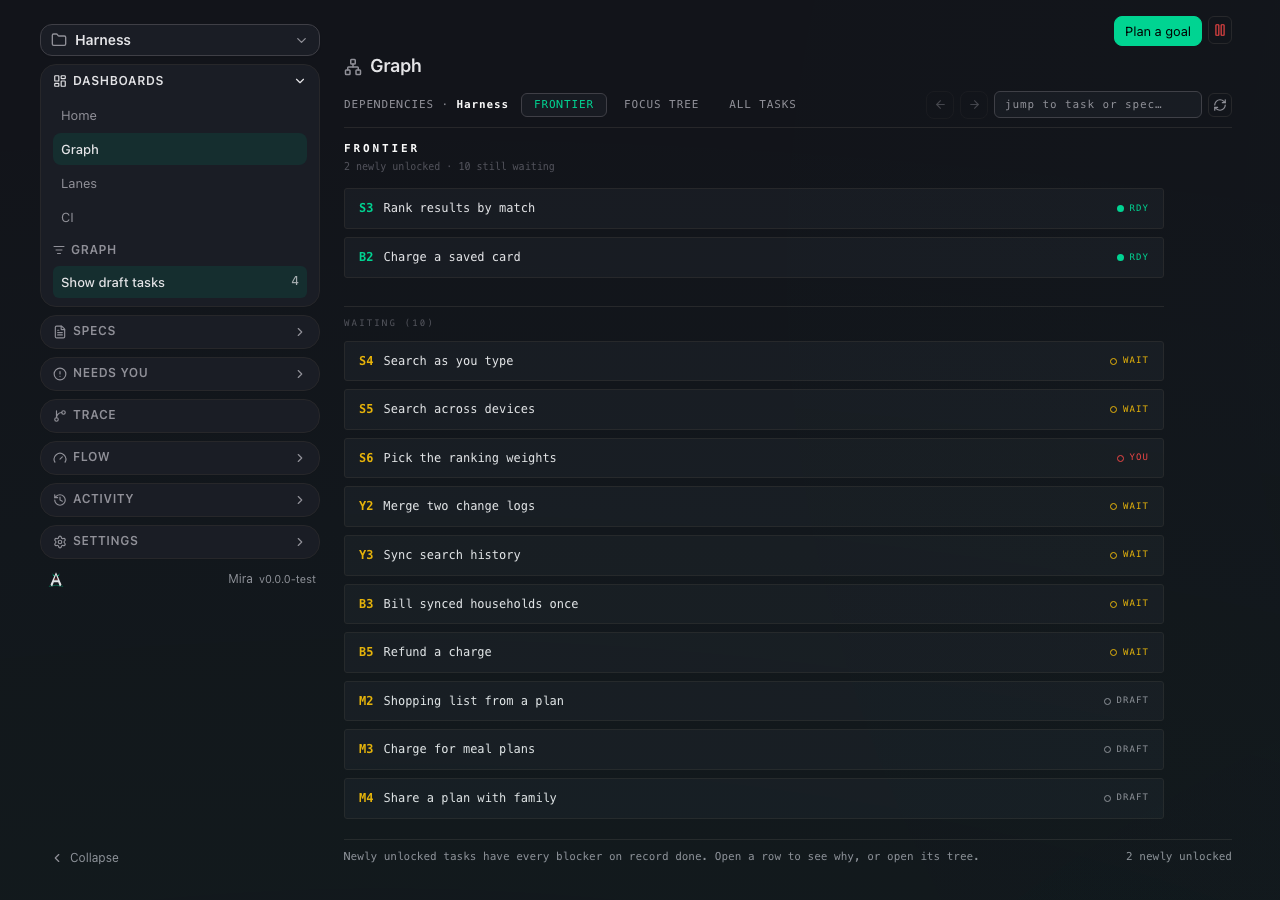 Harness
DASHBOARDS
Home
Graph
Lanes
CI
GRAPH
Show draft tasks 4
SPECS
NEEDS YOU
TRACE
FLOW
ACTIVITY
SETTINGS
Mira v0.0.0-test
Collapse
Plan a goal
Graph
DEPENDENCIES · Harness FRONTIER FOCUS TREE ALL TASKS jump to task or spec…
FRONTIER
2 newly unlocked · 10 still waiting
S3 Rank results by match RDY
B2 Charge a saved card RDY
WAITING (10)
S4 Search as you type WAIT
S5 Search across devices WAIT
S6 Pick the ranking weights YOU
Y2 Merge two change logs WAIT
Y3 Sync search history WAIT
B3 Bill synced households once WAIT
B5 Refund a charge WAIT
M2 Shopping list from a plan DRAFT
M3 Charge for meal plans DRAFT
M4 Share a plan with family DRAFT
Newly unlocked tasks have every blocker on record done. Open a row to see why, or open its tree. 2 newly unlocked